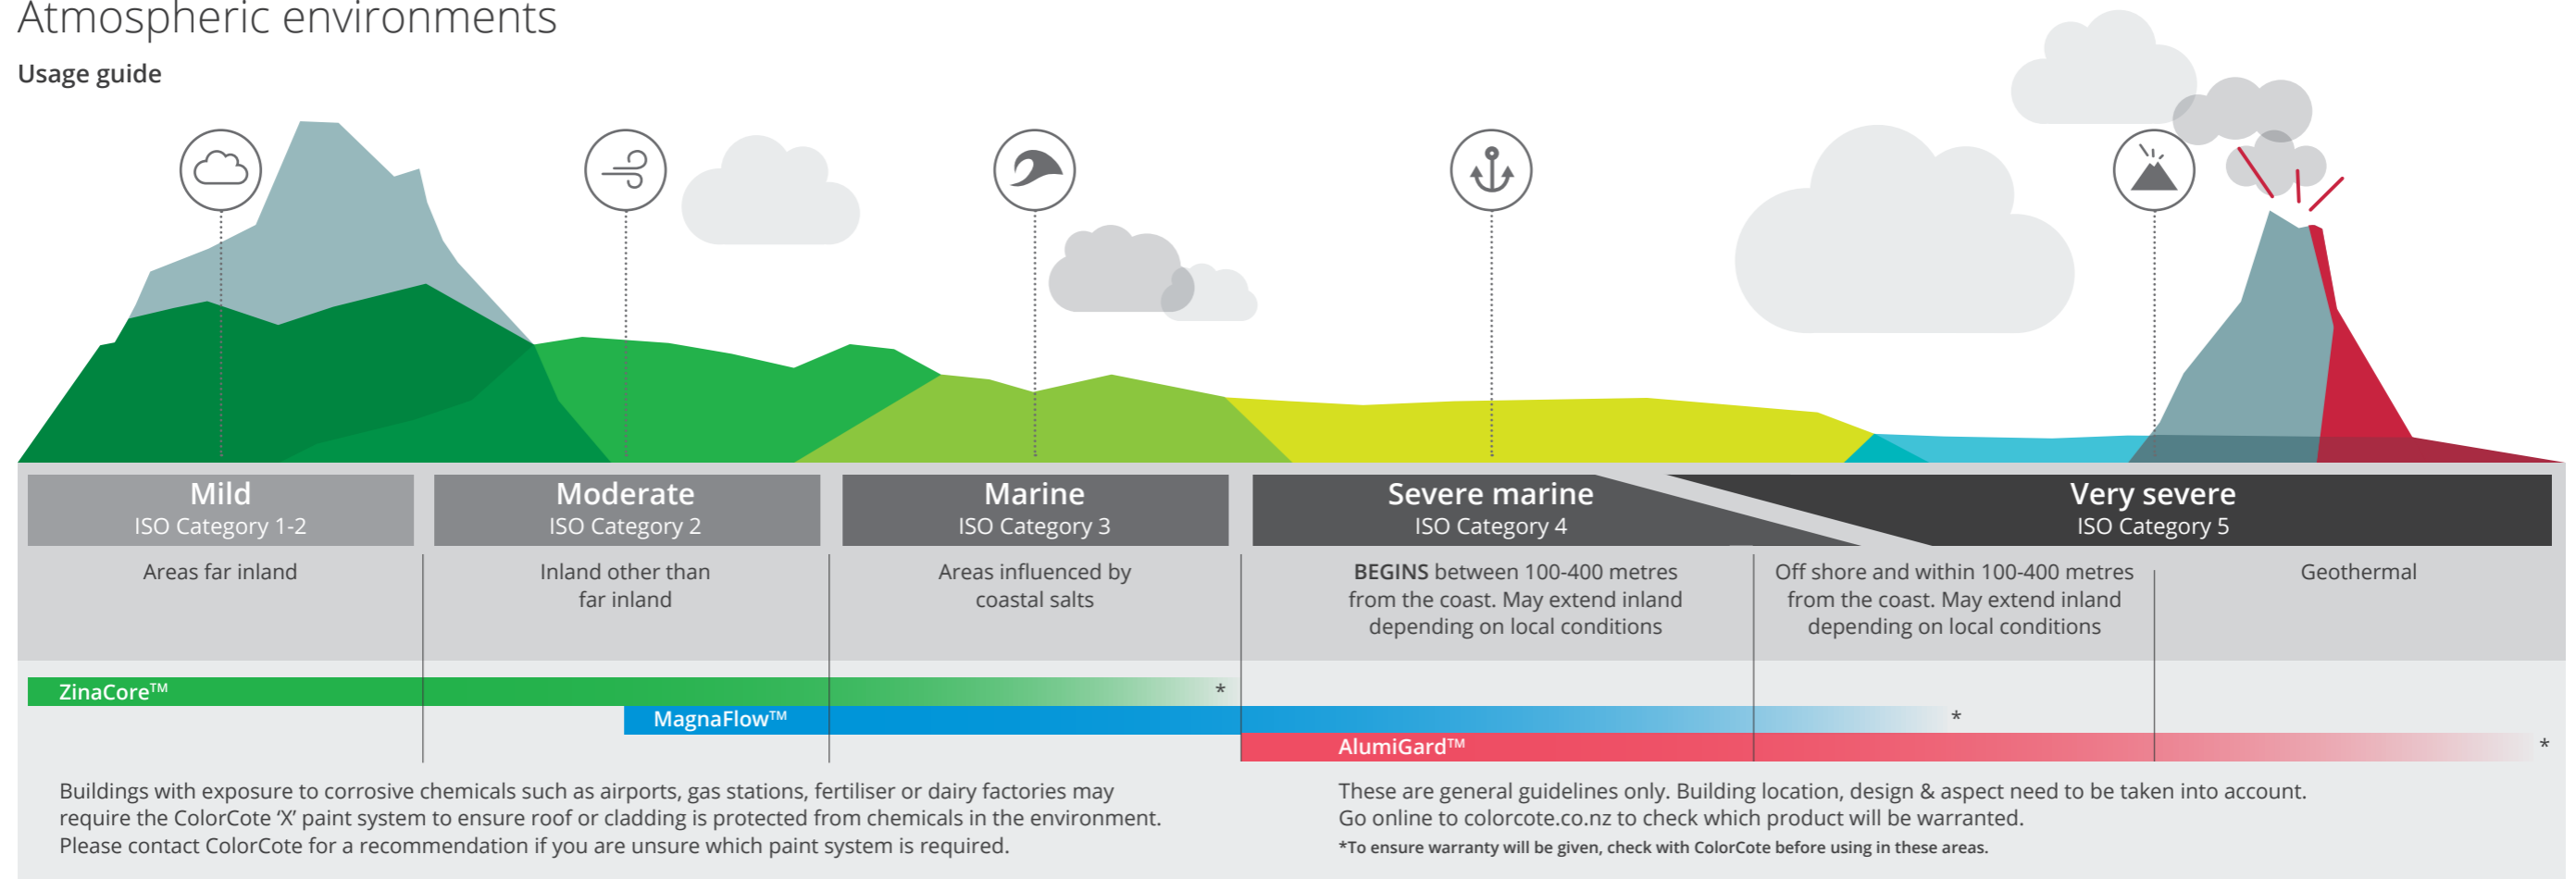 Atmospheric environments
Usage guide
Mild
ISO Category 1-2
Moderate
ISO Category 2
Marine
ISO Category 3
Severe marine
ISO Category 4
Very severe
ISO Category 5
Areas far inland
Inland other than
far inland
Areas influenced by
coastal salts
BEGINS between 100-400 metres
from the coast. May extend inland
depending on local conditions
Off shore and within 100-400 metres
from the coast. May extend inland
depending on local conditions
Geothermal
ZinaCore™ *
MagnaFlow™ *
AlumiGard™ *
Buildings with exposure to corrosive chemicals such as airports, gas stations, fertiliser or dairy factories may
require the ColorCote ‘X’ paint system to ensure roof or cladding is protected from chemicals in the environment.
Please contact ColorCote for a recommendation if you are unsure which paint system is required.
These are general guidelines only. Building location, design & aspect need to be taken into account.
Go online to colorcote.co.nz to check which product will be warranted.
*To ensure warranty will be given, check with ColorCote before using in these areas.